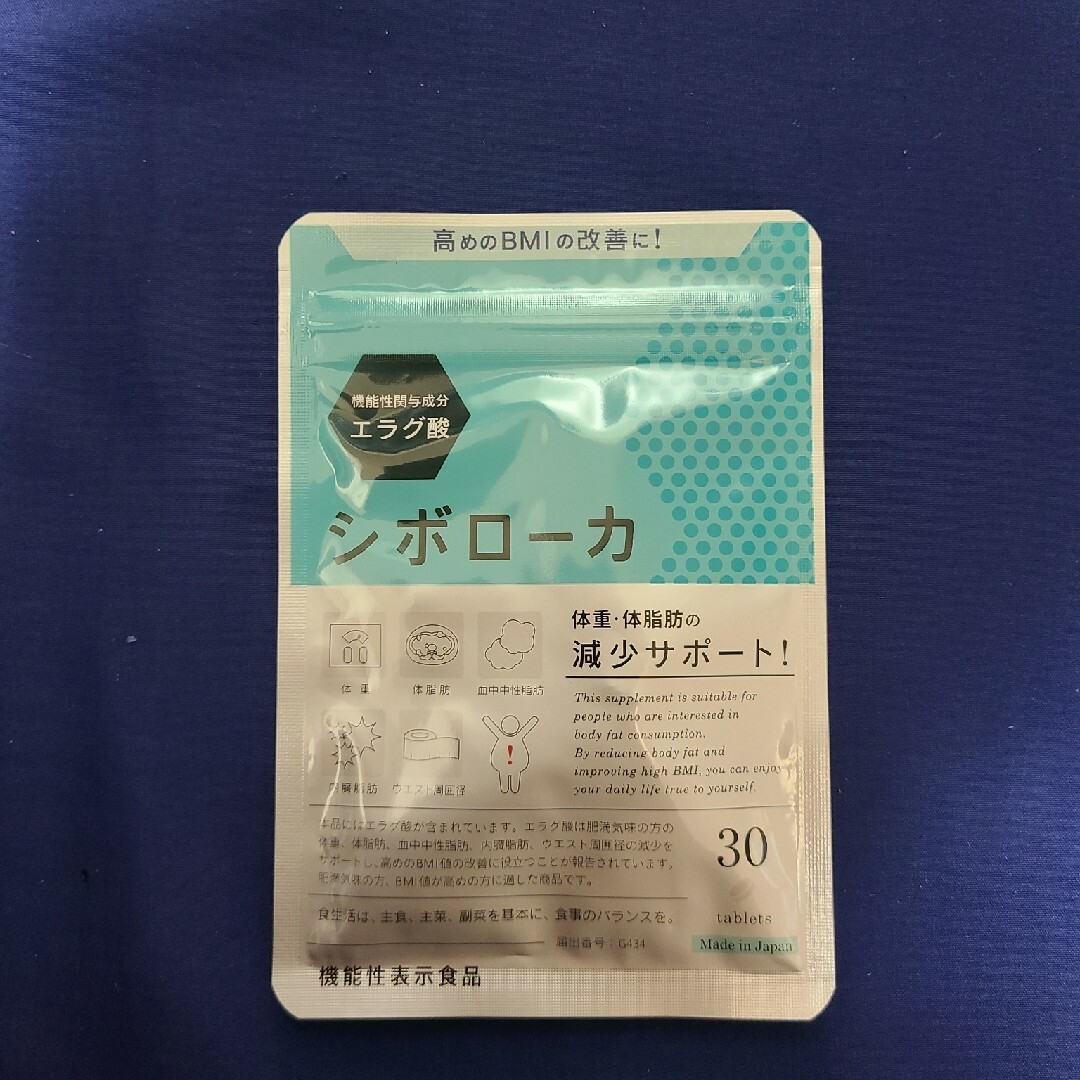 高めのBMIの改善に!
機能性関与成分
エラグ酸
シボローカ
体重・体脂肪の
減少サポート!
体重
体脂肪
血中中性脂肪
内臓脂肪
ウエスト周囲径
!
This supplement is suitable for
people who are interested in
body fat consumption.
By reducing body fat and
improving high BMI, you can enjoy
your daily life true to yourself.
本品にはエラグ酸が含まれています。エラグ酸は肥満気味の方の
体重、体脂肪、血中中性脂肪、内臓脂肪、ウエスト周囲径の減少を
サポートし、高めのBMI値の改善に役立つことが報告されています。
肥満気味の方、BMI値が高めの方に適した商品です。
30
tablets
食生活は、主食、主菜、副菜を基本に、食事のバランスを。
届出番号:G434
Made in Japan
機能性表示食品